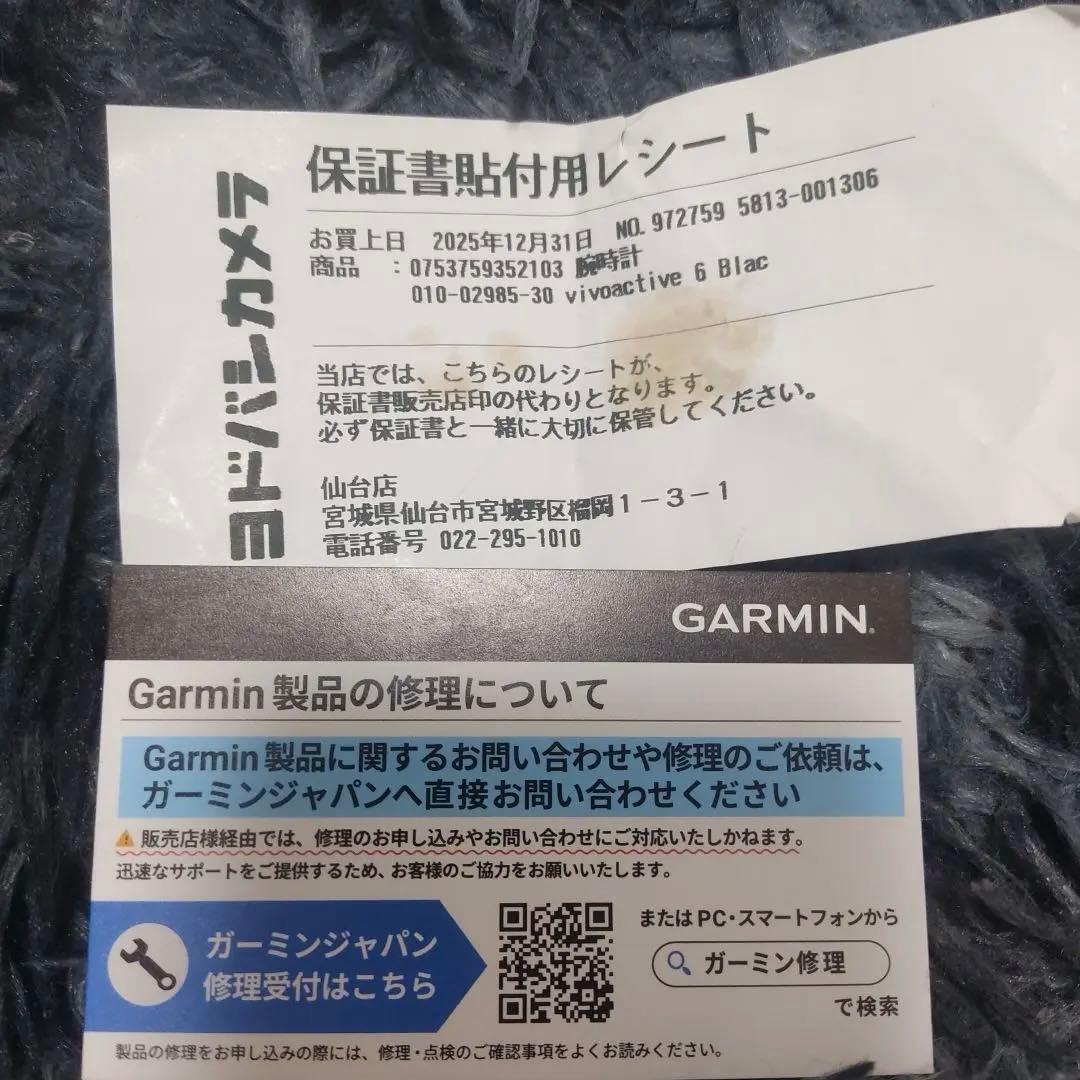 ヨドバシカメラ
保証書貼付用レシート
お買上日 2025年12月31日 NO. 972759 5813-001306
商品 :0753759352103 腕時計
010-02985-30 vivoactive 6 Blac
当店では、こちらのレシートが、
保証書販売店印の代わりとなります。
必ず保証書と一緒に大切に保管してください。
仙台店
宮城県仙台市宮城野区榴岡1-3-1
電話番号 022-295-1010
GARMIN.
Garmin製品の修理について
Garmin製品に関するお問い合わせや修理のご依頼は、
ガーミンジャパンへ直接お問い合わせください
販売店様経由では、修理のお申し込みやお問い合わせにご対応いたしかねます。
迅速なサポートをご提供するため、お客様のご協力をお願いいたします。
ガーミンジャパン
修理受付はこちら
またはPC・スマートフォンから
ガーミン修理
で検索
製品の修理をお申し込みの際には、修理・点検のご確認事項をよくお読みください。